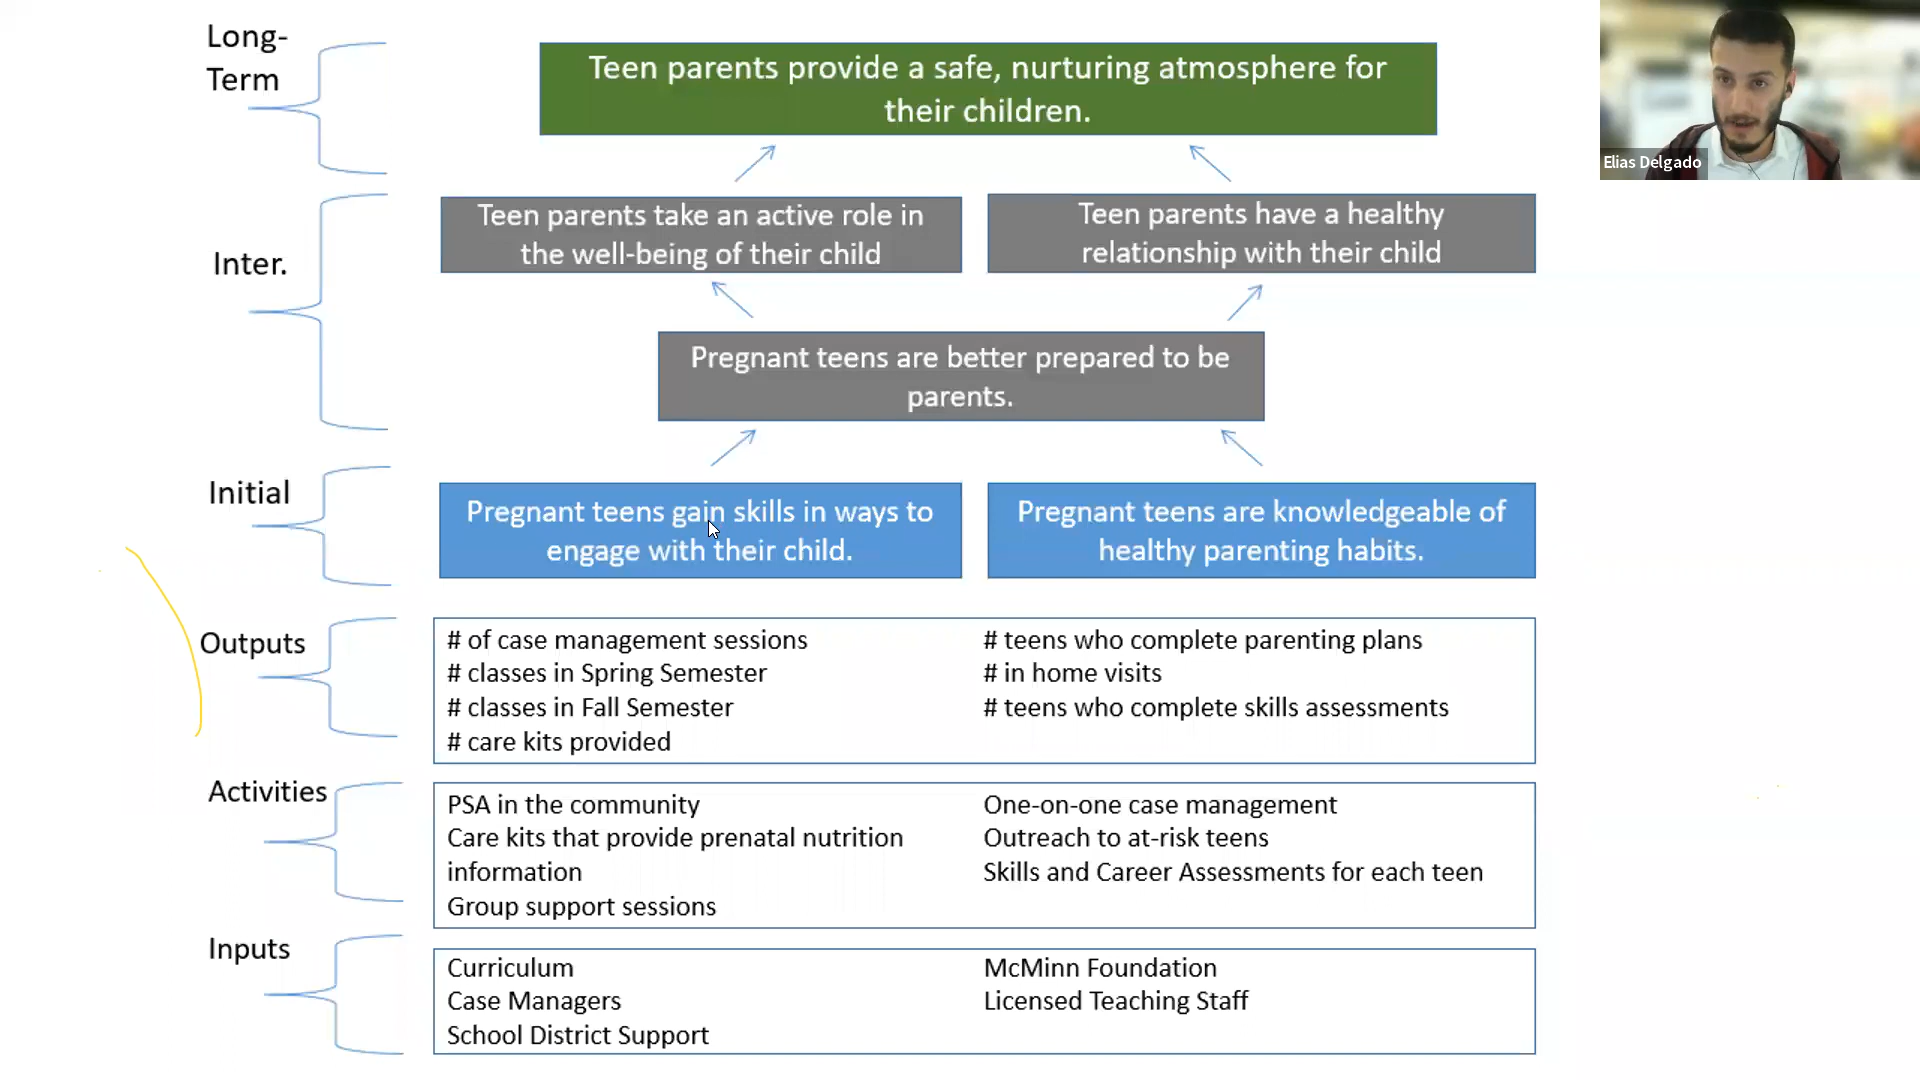 Long-
Term
Teen parents provide a safe, nurturing atmosphere for
their children.
Elias Delgado
Inter.
Teen parents take an active role in
the well-being of their child
Teen parents have a healthy
relationship with their child
Pregnant teens are better prepared to be
parents.
Initial
Pregnant teens gain skills in ways to
engage with their child.
Pregnant teens are knowledgeable of
healthy parenting habits.
Outputs
# of case management sessions
# classes in Spring Semester
# classes in Fall Semester
# care kits provided
# teens who complete parenting plans
# in home visits
# teens who complete skills assessments
Activities
PSA in the community
Care kits that provide prenatal nutrition
information
Group support sessions
One-on-one case management
Outreach to at-risk teens
Skills and Career Assessments for each teen
Inputs
Curriculum
Case Managers
School District Support
McMinn Foundation
Licensed Teaching Staff